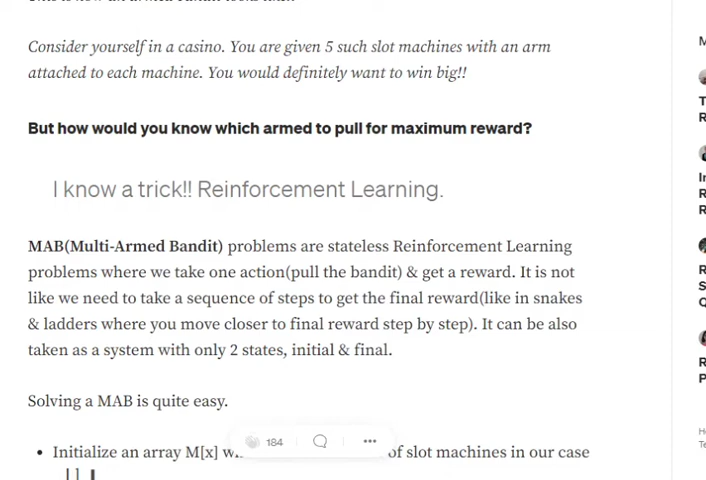 Consider yourself in a casino. You are given 5 such slot machines with an arm
attached to each machine. You would definitely want to win big!!
But how would you know which armed to pull for maximum reward?
I know a trick!! Reinforcement Learning.
MAB(Multi-Armed Bandit) problems are stateless Reinforcement Learning
problems where we take one action(pull the bandit) & get a reward. It is not
like we need to take a sequence of steps to get the final reward(like in snakes
& ladders where you move closer to final reward step by step). It can be also
taken as a system with only 2 states, initial & final.
Solving a MAB is quite easy.
184
Initialize an array M[x] of slot machines in our case